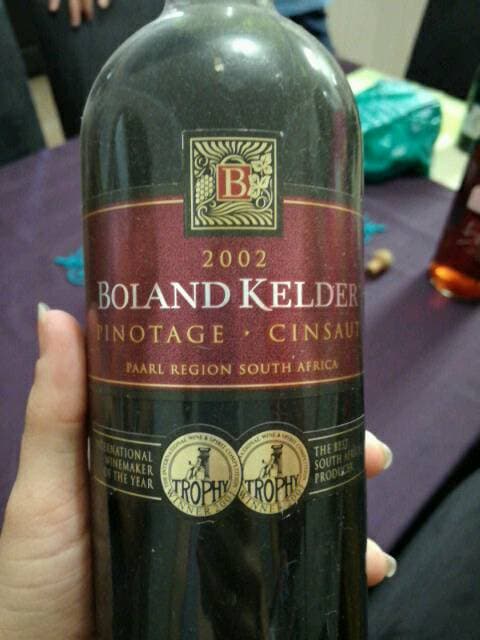 B
2002
BOLAND KELDER
PINOTAGE · CINSAUT
PAARL REGION SOUTH AFRICA
INTERNATIONAL
WINEMAKER
OF THE YEAR
TROPHY
TROPHY
THE BEST
SOUTH AFRICAN
PRODUCER